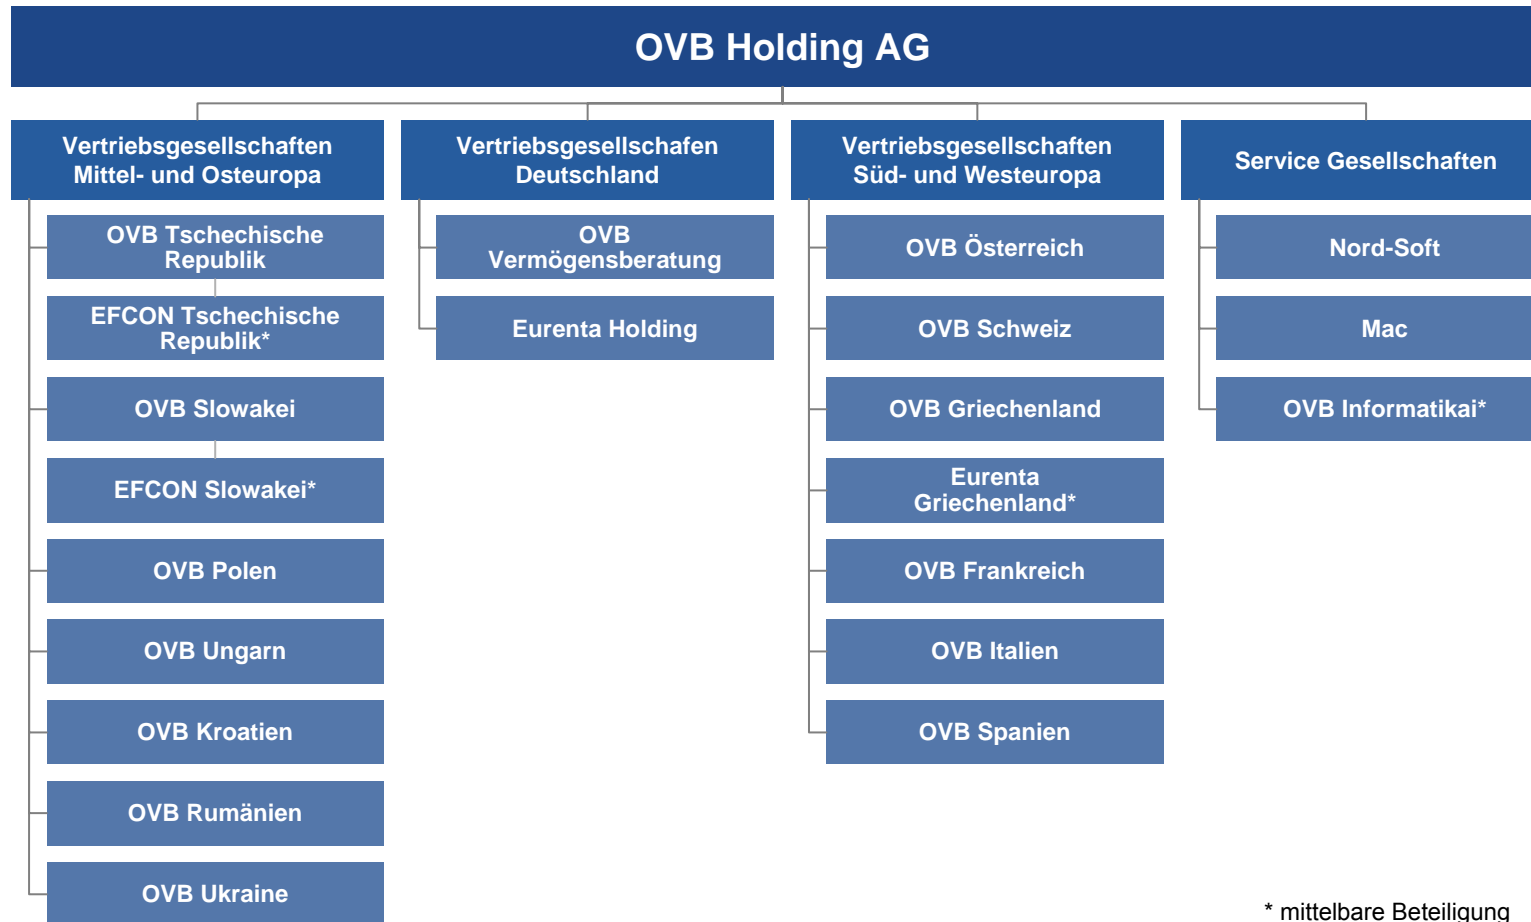 OVB Holding AG
Vertriebsgesellschaften
Mittel- und Osteuropa
OVB Tschechische
Republik
EFCON Tschechische
Republik*
OVB Slowakei
EFCON Slowakei*
OVB Polen
OVB Ungarn
OVB Kroatien
OVB Rumänien
OVB Ukraine
Vertriebsgesellschafen
Deutschland
OVB
Vermögensberatung
Eurenta Holding
Vertriebsgesellschaften
Süd- und Westeuropa
OVB Österreich
OVB Schweiz
OVB Griechenland
Eurenta
Griechenland*
OVB Frankreich
OVB Italien
OVB Spanien
Service Gesellschaften
Nord-Soft
Mac
OVB Informatikai*
* mittelbare Beteiligung